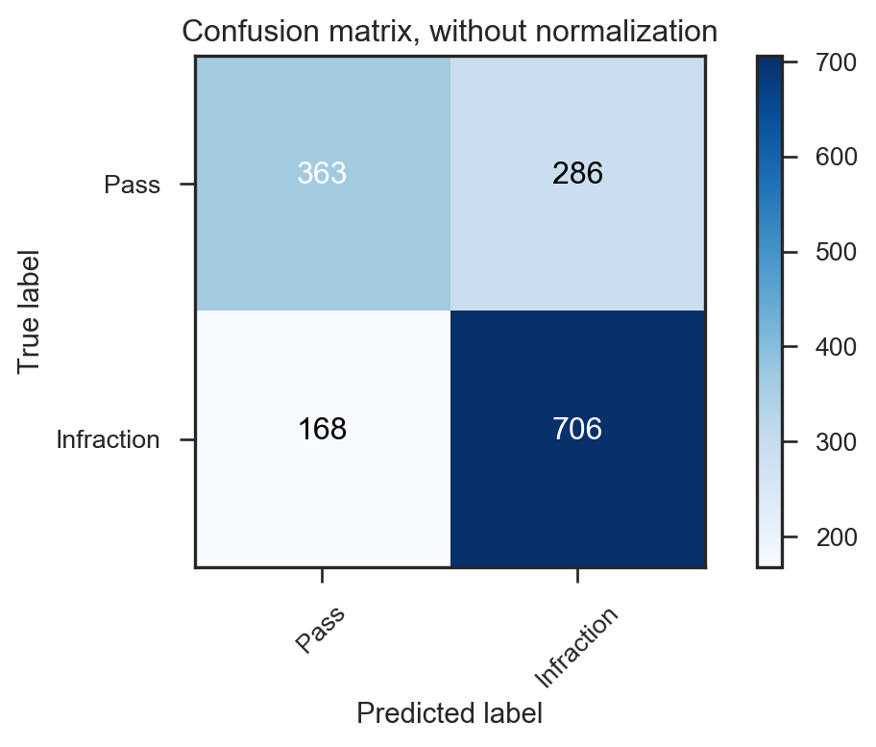 Confusion matrix, without normalization
700
600
500
400
300
200
True label
Pass
363
286
Infraction
168
706
Pass
Infraction
Predicted label